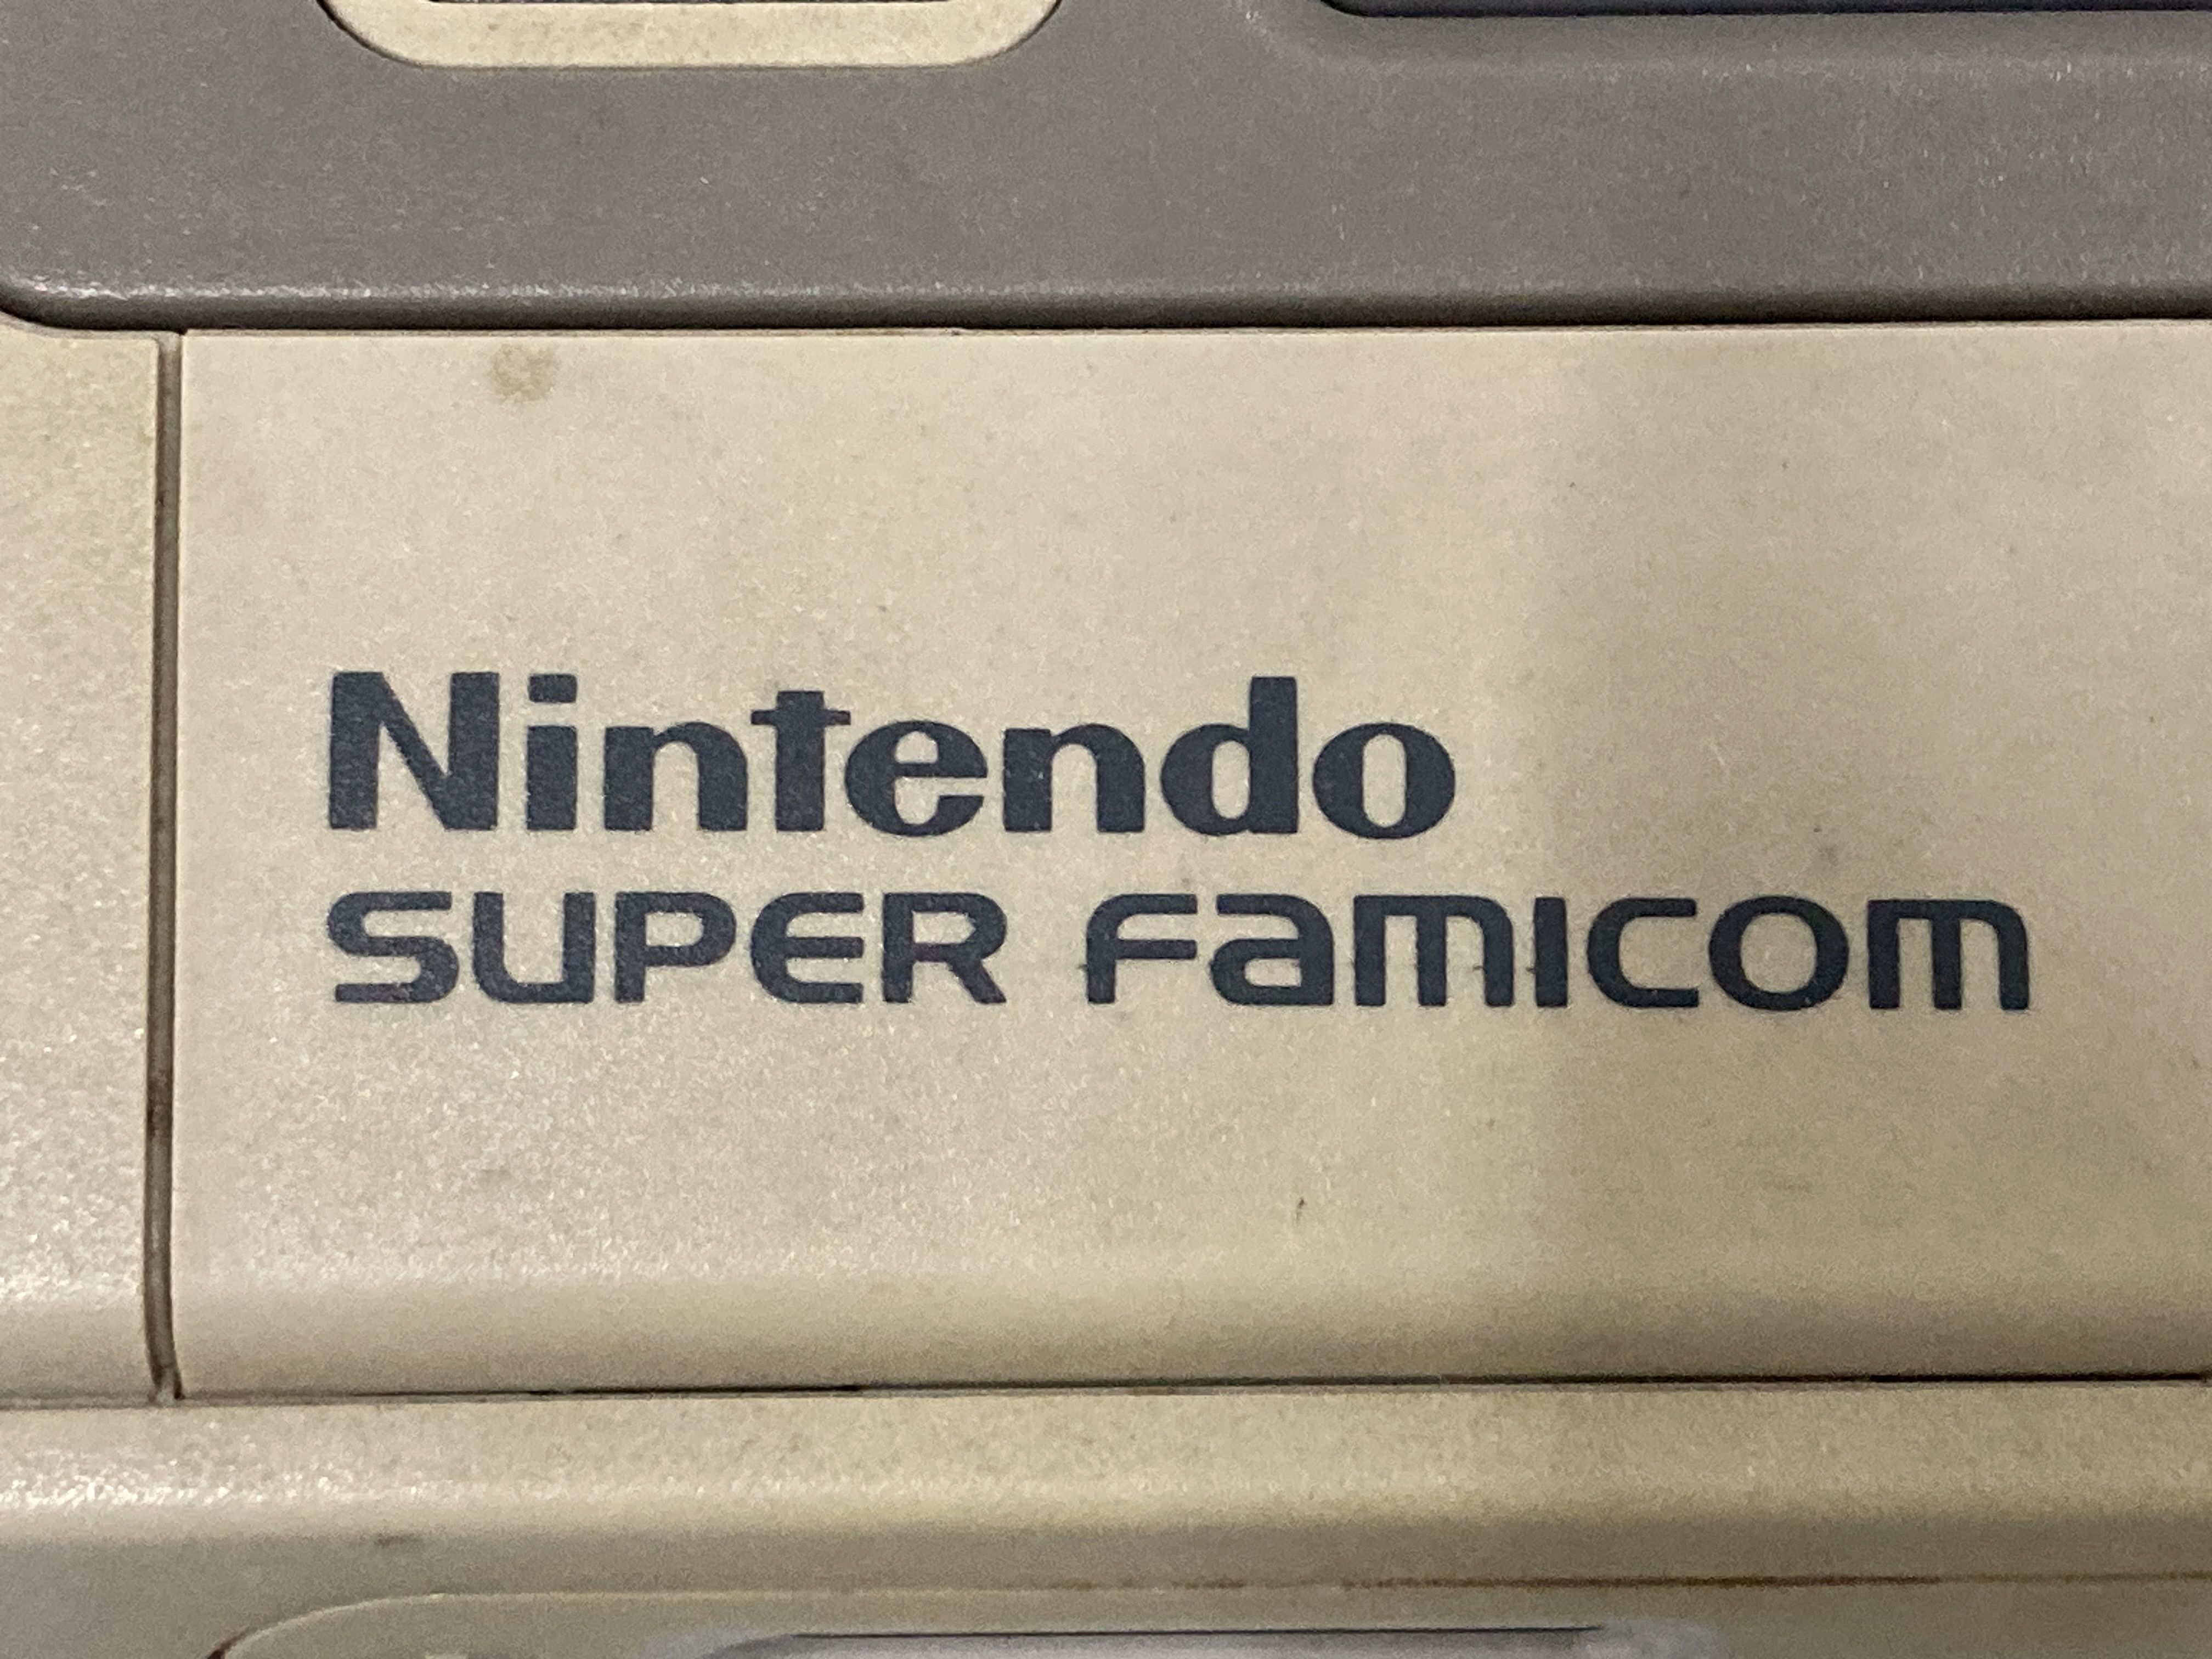 Nintendo
SUPER FAMICOM